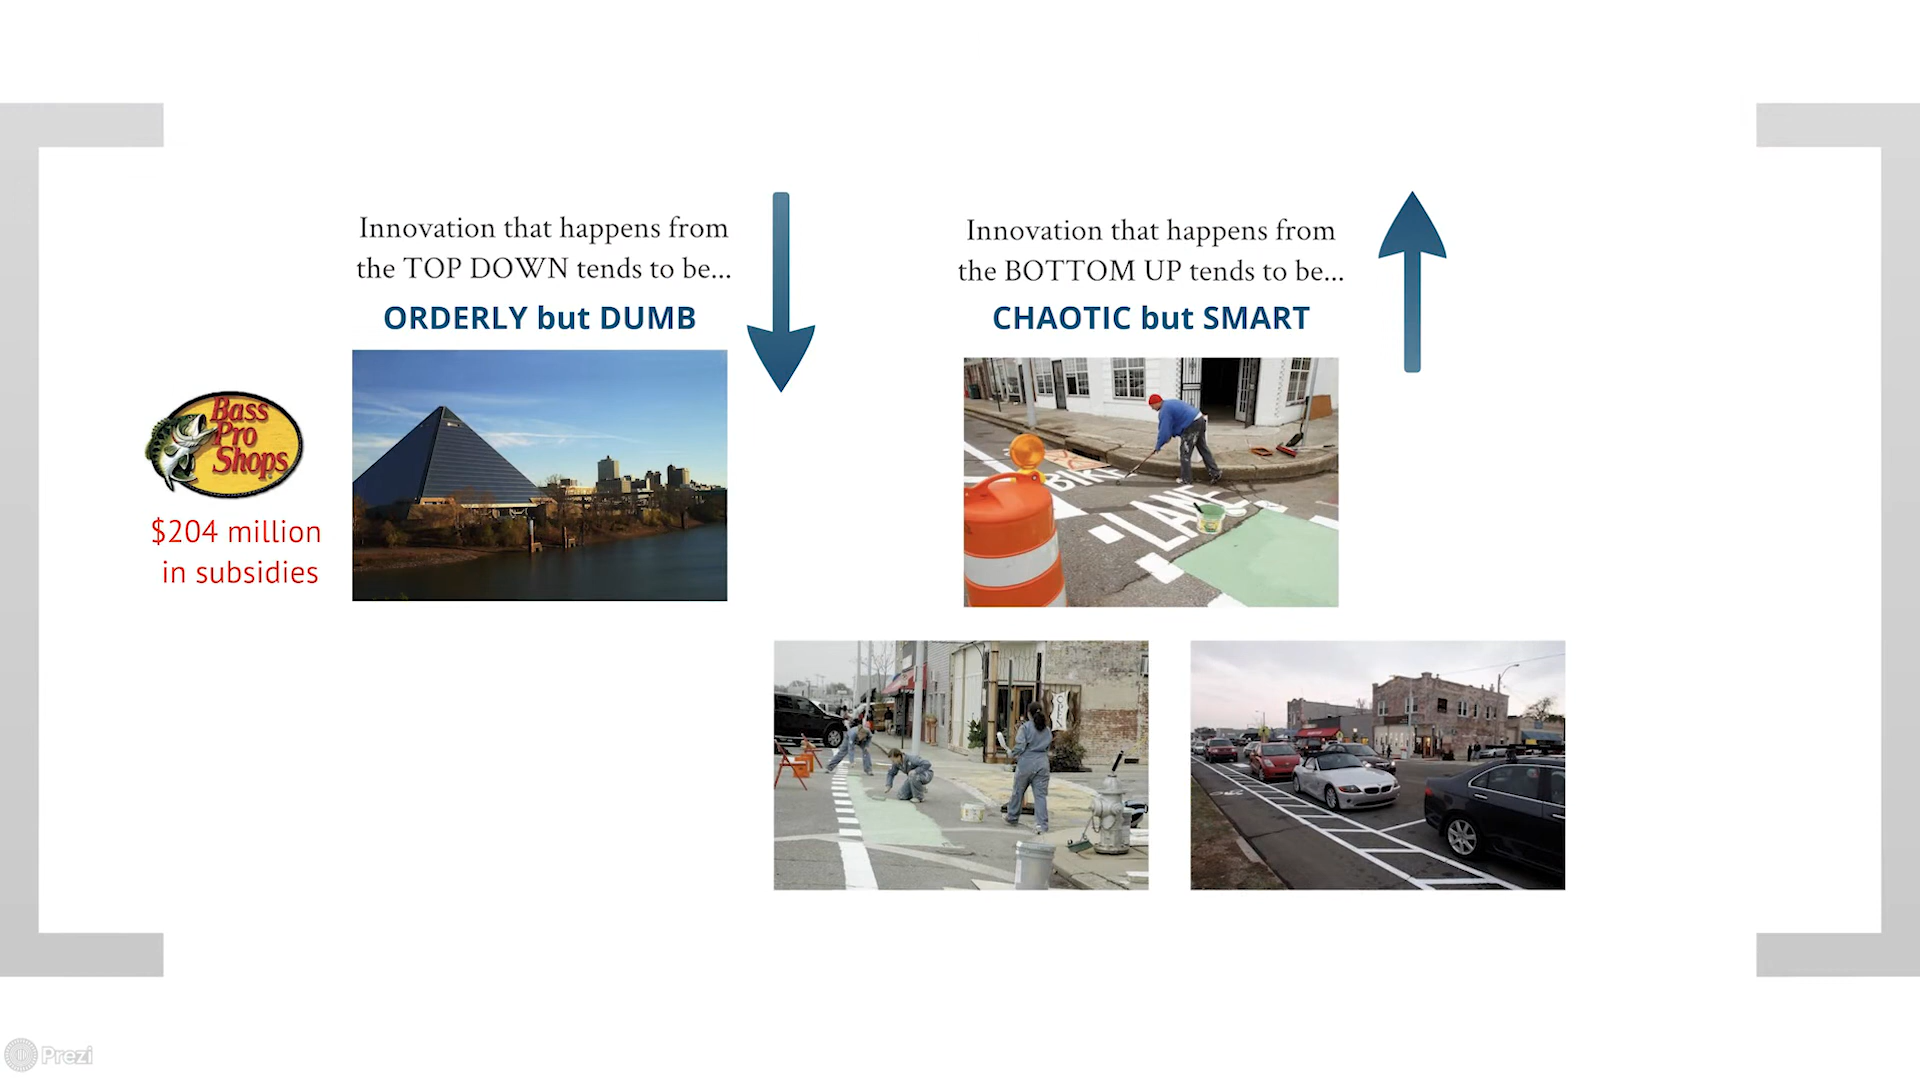 Innovation that happens from
the TOP DOWN tends to be...
ORDERLY but DUMB
Bass
Pro
Shops
$204 million
in subsidies
Innovation that happens from
the BOTTOM UP tends to be...
CHAOTIC but SMART
BIKE
LANE
OPEN
Prezi